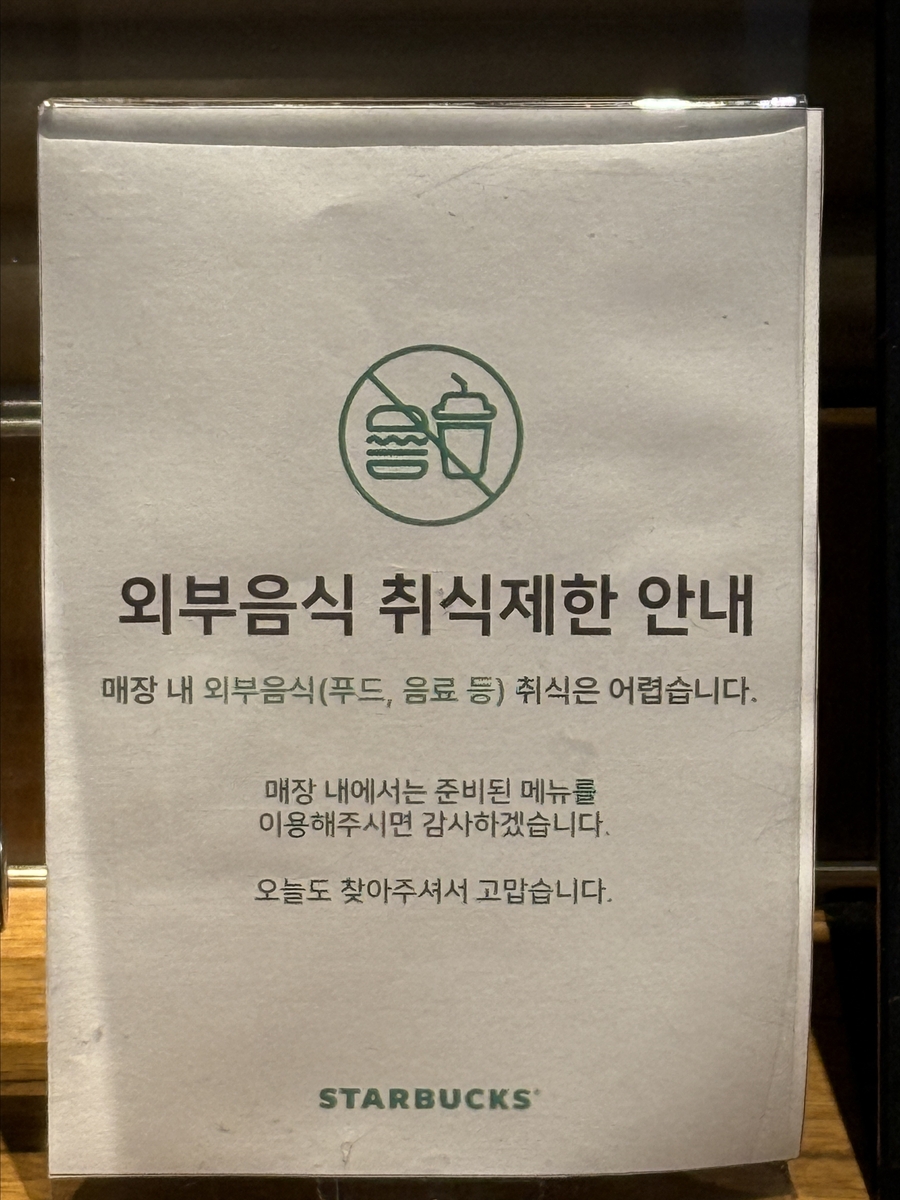 외부음식 취식제한 안내
매장 내 외부음식(푸드, 음료 등) 취식은 어렵습니다.
매장 내에서는 준비된 메뉴를
이용해주시면 감사하겠습니다.
오늘도 찾아주셔서 고맙습니다.
STARBUCKS®